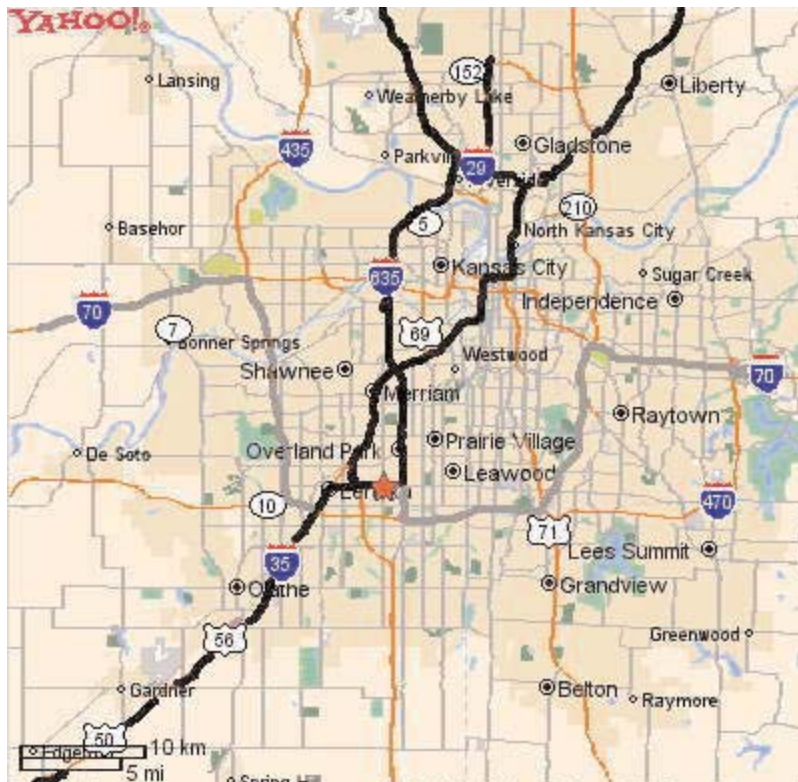 YAHOO!
152
Lansing
Weatherby Lake
Liberty
435
Gladstone
Parkville
29
Riverside
210
5
Basehor
North Kansas City
Kansas City
Sugar Creek
635
Independence
70
69
7
Bonner Springs
Westwood
Shawnee
70
Merriam
Raytown
Prairie Village
Overland Park
De Soto
Leawood
10
470
71
Lees Summit
35
Olathe
Grandview
56
Greenwood
Gardner
Belton
Raymore
50
10 km
5 mi
Spring Hill